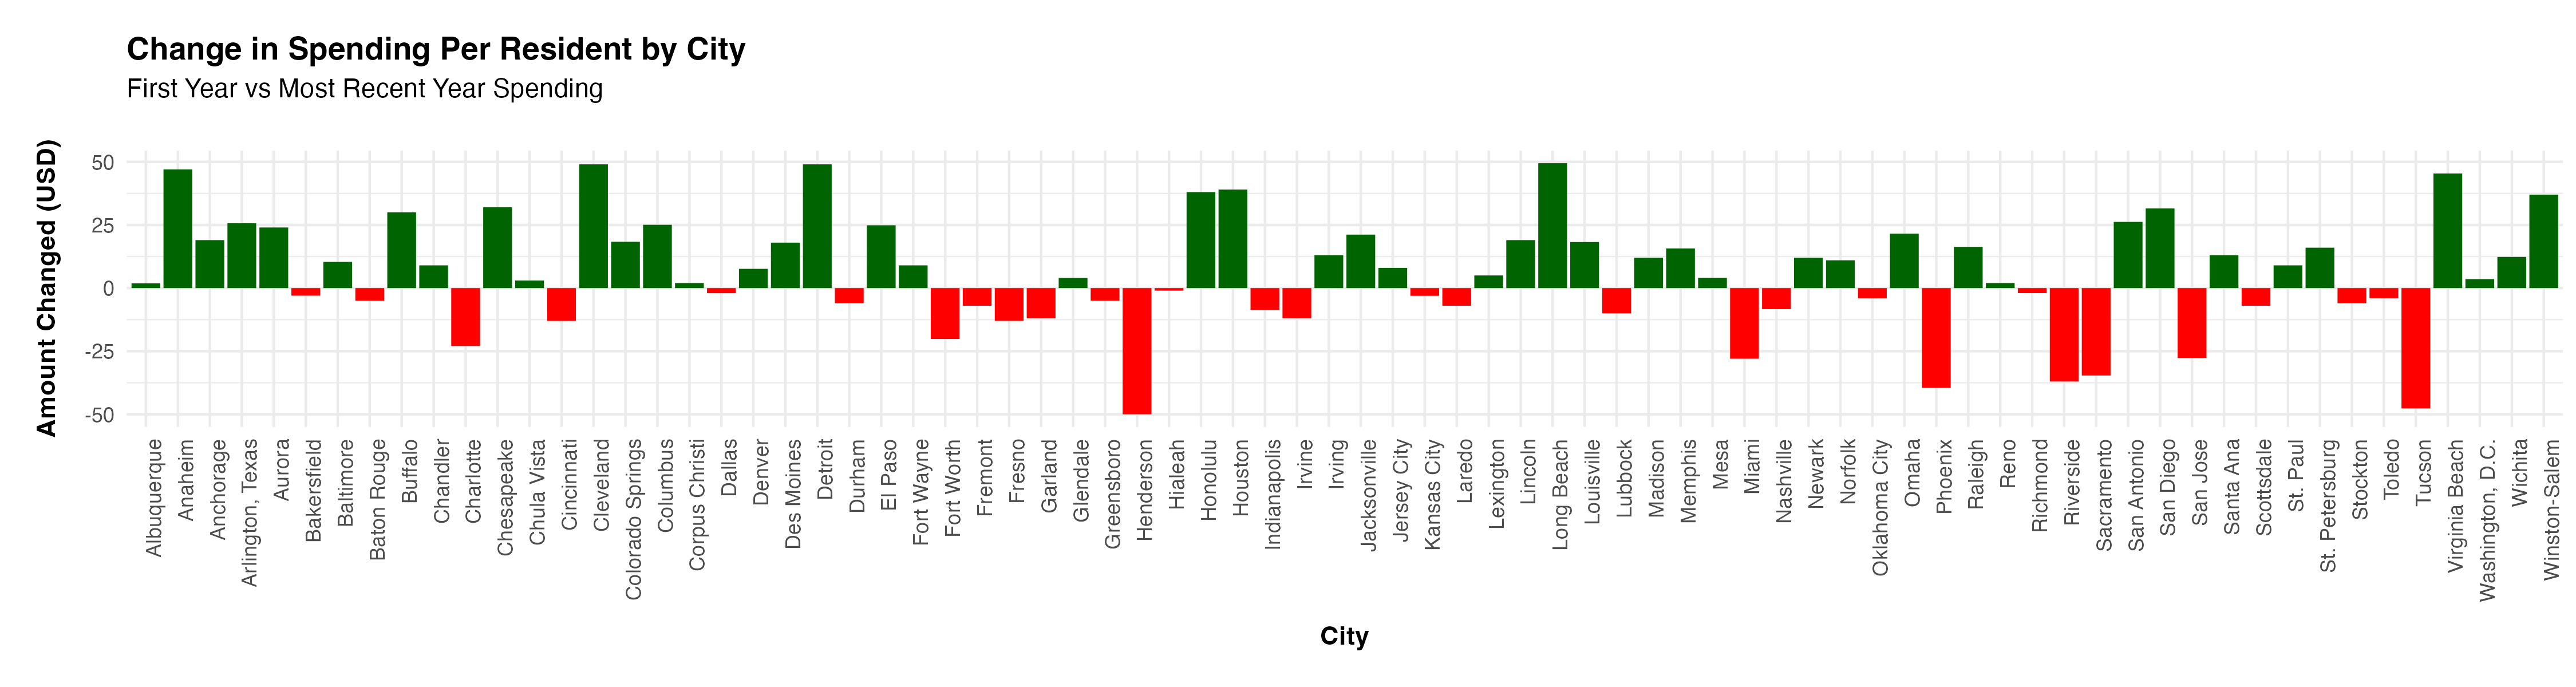 Change in Spending Per Resident by City
First Year vs Most Recent Year Spending
Amount Changed (USD)
50
25
0
-25
-50
Albuquerque
Anaheim
Anchorage
Arlington, Texas
Aurora
Bakersfield
Baltimore
Baton Rouge
Buffalo
Chandler
Charlotte
Chesapeake
Chula Vista
Cincinnati
Cleveland
Colorado Springs
Columbus
Corpus Christi
Dallas
Denver
Des Moines
Detroit
Durham
El Paso
Fort Wayne
Fort Worth
Fremont
Fresno
Garland
Glendale
Greensboro
Henderson
Hialeah
Honolulu
Houston
Indianapolis
Irvine
Irving
Jacksonville
Jersey City
Kansas City
Laredo
Lexington
Lincoln
Long Beach
Louisville
Lubbock
Madison
Memphis
Mesa
Miami
Nashville
Newark
Norfolk
Oklahoma City
Omaha
Phoenix
Raleigh
Reno
Richmond
Riverside
Sacramento
San Antonio
San Diego
San Jose
Santa Ana
Scottsdale
St. Paul
St. Petersburg
Stockton
Toledo
Tucson
Virginia Beach
Washington, D.C.
Wichita
Winston-Salem
City